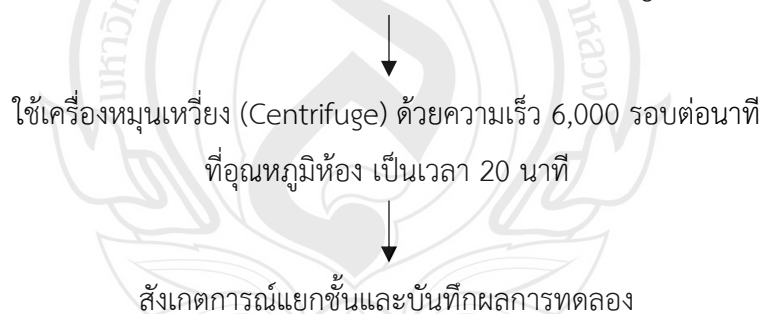 ใช้เครื่องหมุนเหวี่ยง (Centrifuge) ด้วยความเร็ว 6,000 รอบต่อนาที
ที่อุณหภูมิห้อง เป็นเวลา 20 นาที
สังเกตการณ์แยกชั้นและบันทึกผลการทดลอง